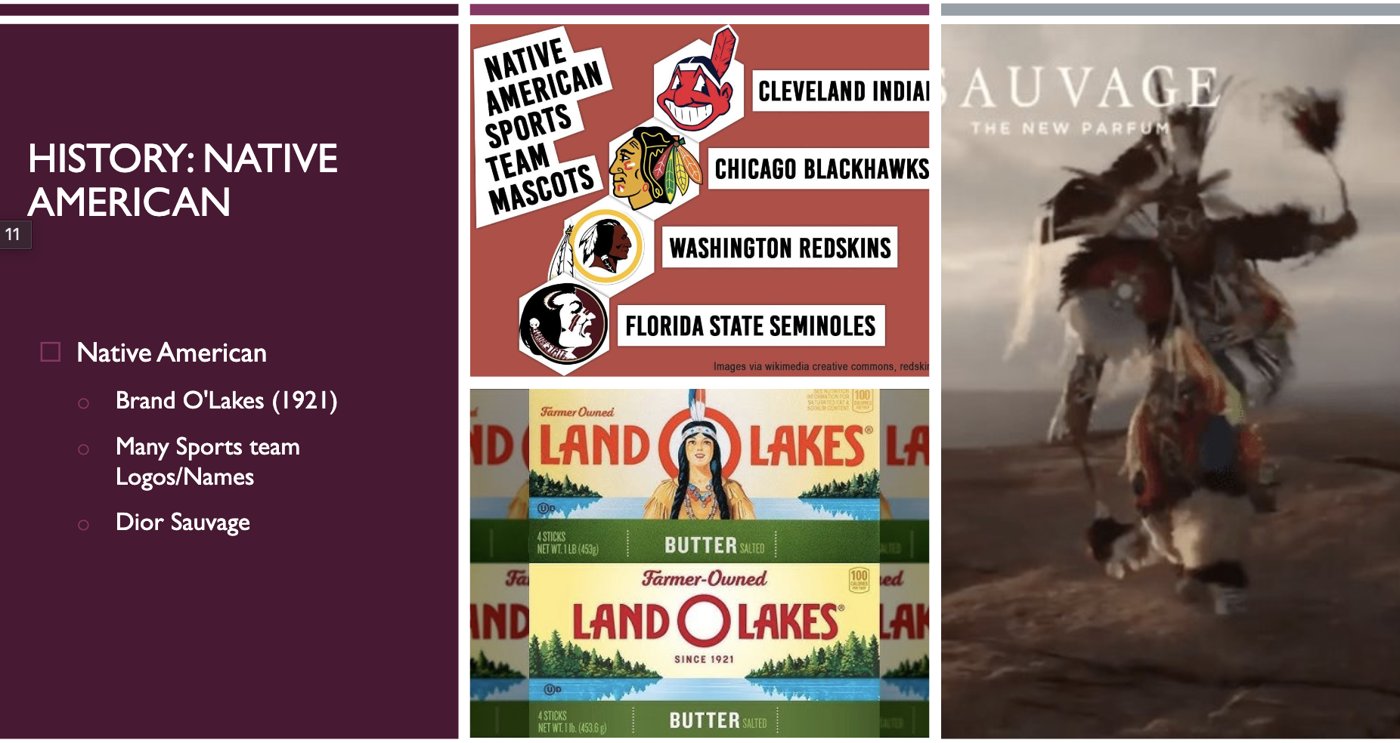 HISTORY: NATIVE
AMERICAN
11
Native American
Brand O'Lakes (1921)
Many Sports team
Logos/Names
Dior Sauvage
NATIVE
AMERICAN
SPORTS
TEAM
MASCOTS
CLEVELAND INDIA
CHICAGO BLACKHAWKS
WASHINGTON REDSKINS
FLORIDA STATE SEMINOLES
Images via wikimedia creative commons, redski
Farmer Owned
100
LAND O LAKES®
LA
4 STICKS
NET WT. 1 LB (453g)
BUTTER SALTED
Farmer-Owned
100
LAND O LAKES®
SINCE 1921
4 STICKS
NET WT. 1 lb. (453.6 g)
BUTTER SALTED
SAUVAGE
THE NEW PARFUM